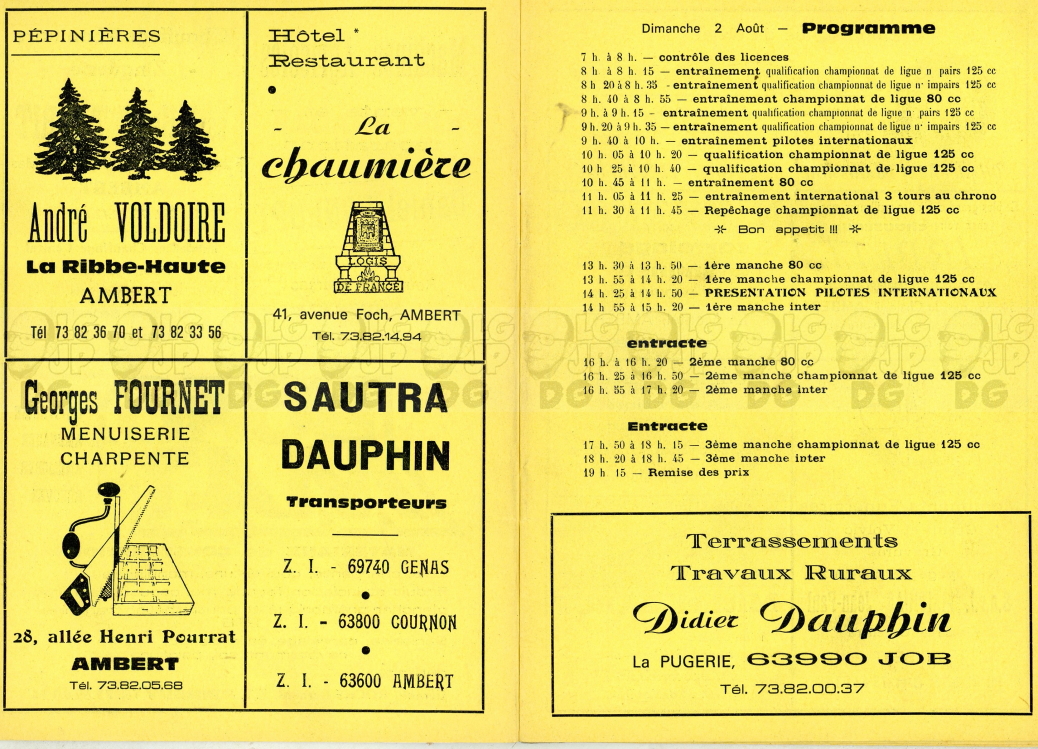 PÉPINIÈRES
André VOLDOIRE
La Ribbe-Haute
AMBERT
Tél 73 82 36 70 et 73 82 33 56
Hôtel *
Restaurant
- La -
chaumière
LOGIS
DE FRANCE
41, avenue Foch, AMBERT
Tél. 73.82.14.94
Georges FOURNET
MENUISERIE
CHARPENTE
28, allée Henri Pourrat
AMBERT
Tél. 73.82.05.68
SAUTRA
DAUPHIN
Transporteurs
Z. I. - 69740 GENAS
Z. I. - 63800 COURNON
Z. I. - 63600 AMBERT
Dimanche 2 Août — Programme
7 h. à 8 h. — contrôle des licences
8 h. à 8 h. 15 — entraînement qualification championnat de ligue n° pairs 125 cc
8 h 20 à 8 h. 35 - entraînement qualification championnat de ligue n° impairs 125 cc
8 h. 40 à 8 h. 55 — entraînement championnat de ligue 80 cc
9 h. à 9 h. 15 - entraînement qualification championnat de ligue n° pairs 125 cc
9 h. 20 à 9 h. 35 — entraînement qualification championnat de ligue n° impairs 125 cc
9 h. 40 à 10 h. — entraînement pilotes internationaux
10 h. 05 à 10 h. 20 — qualification championnat de ligue 125 cc
10 h 25 à 10 h. 40 — qualification championnat de ligue 125 cc
10 h. 45 à 11 h. — entraînement 80 cc
11 h. 05 à 11 h. 25 — entraînement international 3 tours au chrono
11 h. 30 à 11 h. 45 — Repêchage championnat de ligue 125 cc
Bon appetit !!!
13 h. 30 à 13 h. 50 — 1ère manche 80 cc
13 h. 55 à 14 h. 20 — 1ère manche championnat de ligue 125 cc
14 h. 25 à 14 h. 50 — PRESENTATION PILOTES INTERNATIONAUX
14 h 55 à 15 h. 20 — 1ère manche inter
entracte
16 h. à 16 h. 20 — 2ème manche 80 cc
16 h. 25 à 16 h. 50 — 2ème manche championnat de ligue 125 cc
16 h. 55 à 17 h. 20 — 2ème manche inter
Entracte
17 h. 50 à 18 h. 15 — 3ème manche championnat de ligue 125 cc
18 h. 20 à 18 h. 45 — 3ème manche inter
19 h 15 — Remise des prix
Terrassements
Travaux Ruraux
Didier Dauphin
La PUGERIE, 63990 JOB
Tél. 73.82.00.37
LG JP DG